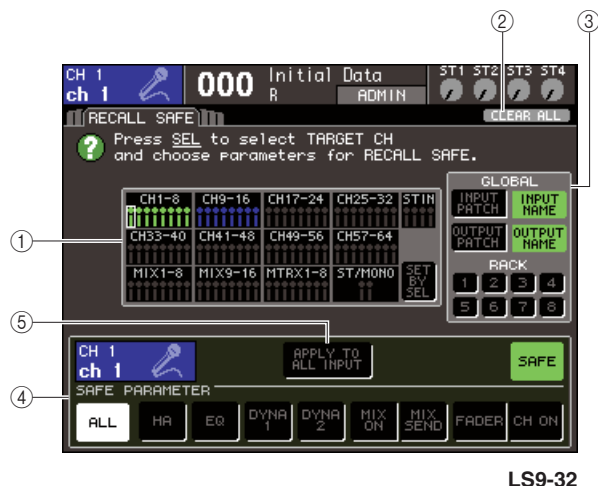 ② ③
CH 1
ch 1
000
Initial Data
R
ADMIN
ST1 ST2 ST3 ST4
RECALL SAFE
CLEAR ALL
? Press SEL to select TARGET CH
and choose parameters for RECALL SAFE.
①
CH1-8 CH9-16 CH17-24 CH25-32 STIN
CH33-40 CH41-48 CH49-56 CH57-64
MIX1-8 MIX9-16 MTRX1-8 ST/MONO
SET
BY
SEL
GLOBAL
INPUT
PATCH
INPUT
NAME
OUTPUT
PATCH
OUTPUT
NAME
RACK
1 2 3 4
5 6 7 8
⑤
④
CH 1
ch 1
APPLY TO
ALL INPUT
SAFE
SAFE PARAMETER
ALL
HA
EQ
DYNA
1
DYNA
2
MIX
ON
MIX
SEND
FADER
CH ON
LS9-32